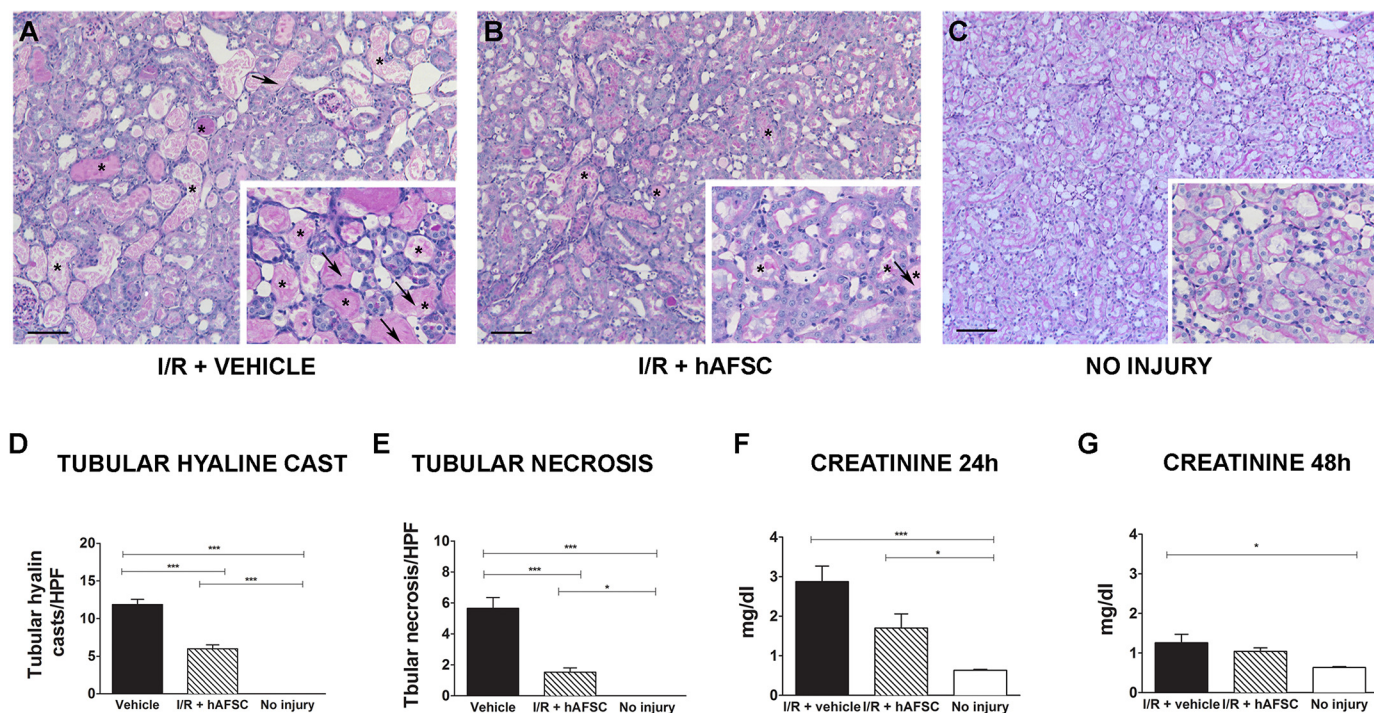 A
B
C
I/R + VEHICLE
I/R + hAFSC
NO INJURY
D
TUBULAR HYALINE CAST
Tubular hyalin
casts/HPF
20
15
10
5
0
***
***
***
Vehicle
I/R + hAFSC
No injury
E
TUBULAR NECROSIS
Tbular necrosis/HPF
10
8
6
4
2
0
***
***
*
Vehicle
I/R + hAFSC
No injury
F
CREATININE 24h
mg/dl
4
3
2
1
0
***
*
I/R + vehicle
I/R + hAFSC
No injury
G
CREATININE 48h
mg/dl
4
3
2
1
0
*
I/R + vehicle
I/R + hAFSC
No injury